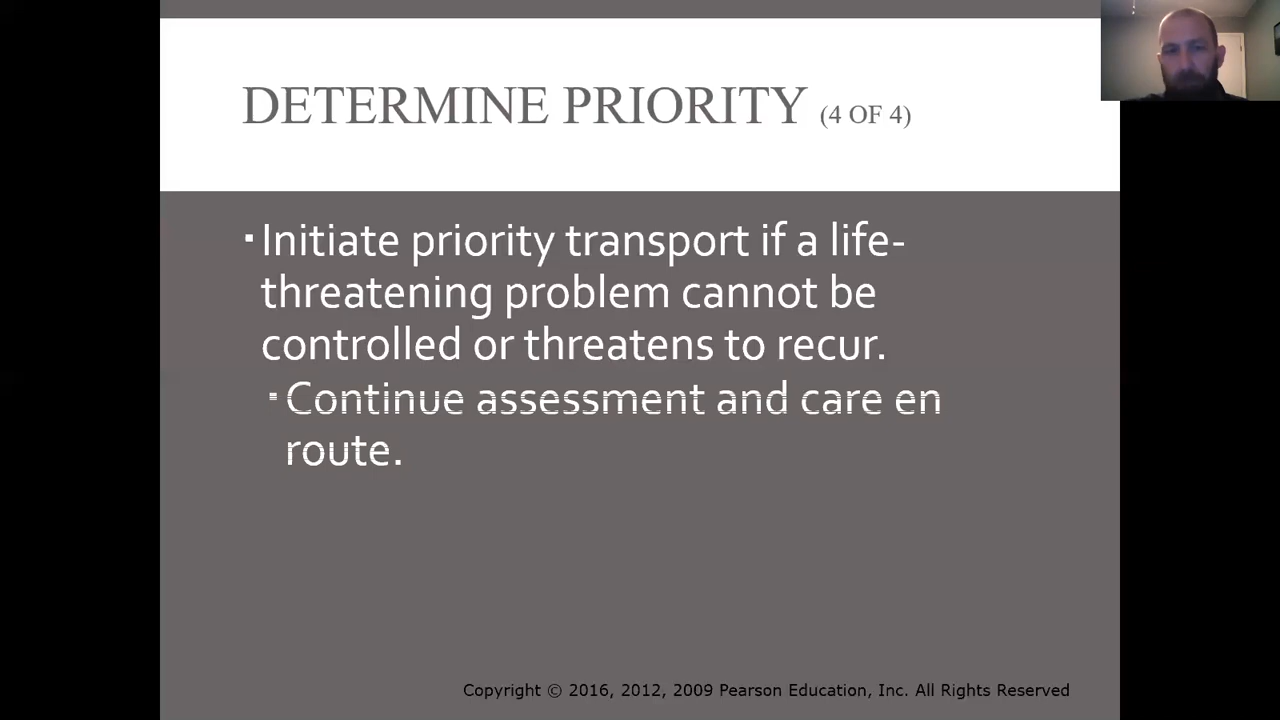 DETERMINE PRIORITY (4 OF 4)
▪Initiate priority transport if a life-
threatening problem cannot be
controlled or threatens to recur.
▪Continue assessment and care en
route.
Copyright © 2016, 2012, 2009 Pearson Education, Inc. All Rights Reserved